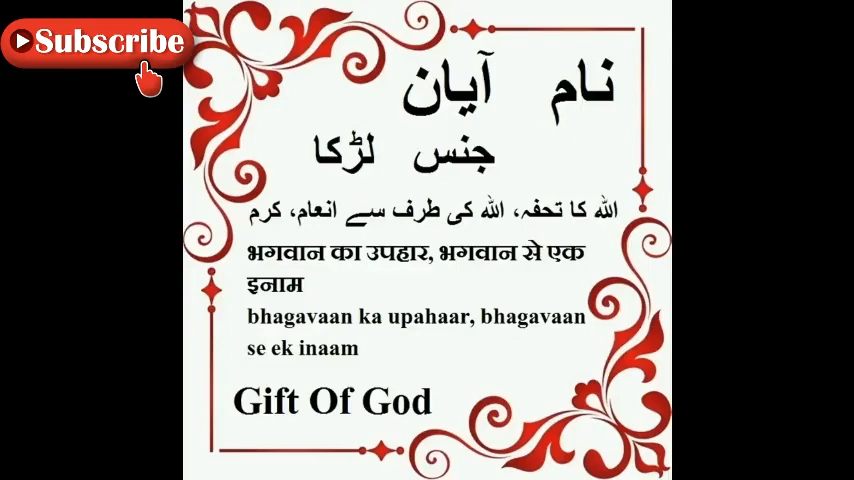 Subscribe
نام آیان
جنس لڑکا
اللہ کا تحفہ، اللہ کی طرف سے انعام، کرم
भगवान का उपहार, भगवान से एक
इनाम
bhagavaan ka upahaar, bhagavaan
se ek inaam
Gift Of God